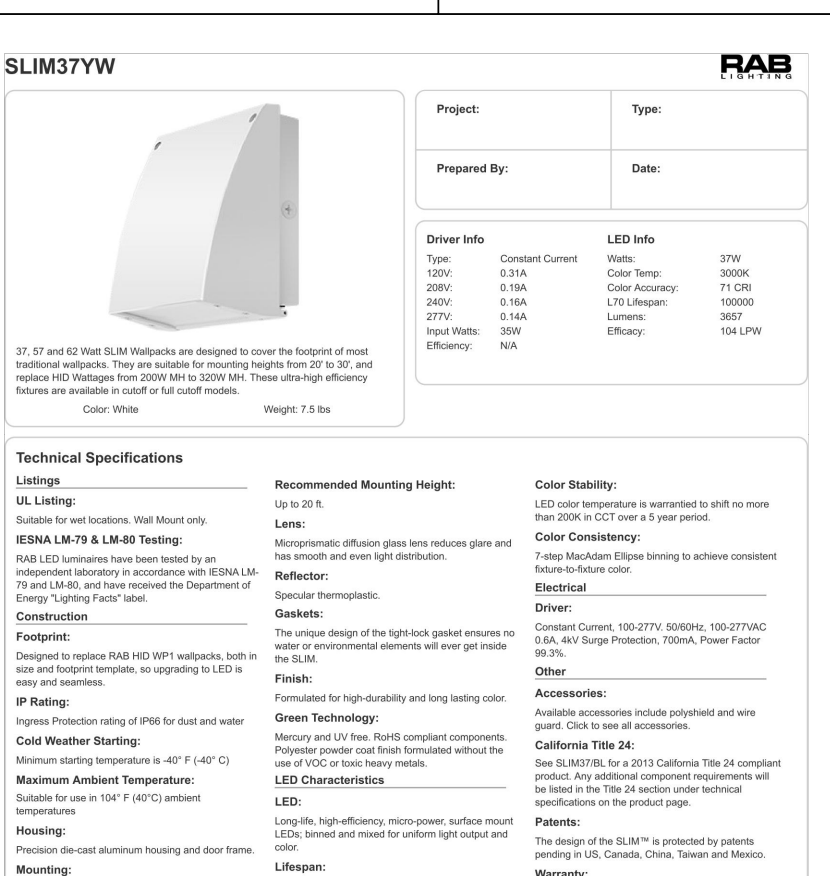 SLIM37YW
RAB
LIGHTING
Project:
Type:
Prepared By:
Date:
37, 57 and 62 Watt SLIM Wallpacks are designed to cover the footprint of most
traditional wallpacks. They are suitable for mounting heights from 20' to 30', and
replace HID Wattages from 200W MH to 320W MH. These ultra-high efficiency
fixtures are available in cutoff or full cutoff models.
Color: White Weight: 7.5 lbs
Driver Info
Type: Constant Current
120V: 0.31A
208V: 0.19A
240V: 0.16A
277V: 0.14A
Input Watts: 35W
Efficiency: N/A
LED Info
Watts: 37W
Color Temp: 3000K
Color Accuracy: 71 CRI
L70 Lifespan: 100000
Lumens: 3657
Efficacy: 104 LPW
Technical Specifications
Listings
UL Listing:
Suitable for wet locations. Wall Mount only.
IESNA LM-79 & LM-80 Testing:
RAB LED luminaires have been tested by an
independent laboratory in accordance with IESNA LM-
79 and LM-80, and have received the Department of
Energy "Lighting Facts" label.
Construction
Footprint:
Designed to replace RAB HID WP1 wallpacks, both in
size and footprint template, so upgrading to LED is
easy and seamless.
IP Rating:
Ingress Protection rating of IP66 for dust and water
Cold Weather Starting:
Minimum starting temperature is -40° F (-40° C)
Maximum Ambient Temperature:
Suitable for use in 104° F (40°C) ambient
temperatures
Housing:
Precision die-cast aluminum housing and door frame.
Mounting:
Recommended Mounting Height:
Up to 20 ft.
Lens:
Microprismatic diffusion glass lens reduces glare and
has smooth and even light distribution.
Reflector:
Specular thermoplastic.
Gaskets:
The unique design of the tight-lock gasket ensures no
water or environmental elements will ever get inside
the SLIM.
Finish:
Formulated for high-durability and long lasting color.
Green Technology:
Mercury and UV free. RoHS compliant components.
Polyester powder coat finish formulated without the
use of VOC or toxic heavy metals.
LED Characteristics
LED:
Long-life, high-efficiency, micro-power, surface mount
LEDs; binned and mixed for uniform light output and
color.
Lifespan:
Color Stability:
LED color temperature is warrantied to shift no more
than 200K in CCT over a 5 year period.
Color Consistency:
7-step MacAdam Ellipse binning to achieve consistent
fixture-to-fixture color.
Electrical
Driver:
Constant Current, 100-277V. 50/60Hz, 100-277VAC
0.6A, 4kV Surge Protection, 700mA, Power Factor
99.3%.
Other
Accessories:
Available accessories include polyshield and wire
guard. Click to see all accessories.
California Title 24:
See SLIM37/BL for a 2013 California Title 24 compliant
product. Any additional component requirements will
be listed in the Title 24 section under technical
specifications on the product page.
Patents:
The design of the SLIM™ is protected by patents
pending in US, Canada, China, Taiwan and Mexico.
Warranty: